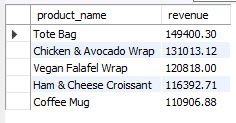 product_name revenue
Tote Bag 149400.30
Chicken & Avocado Wrap 131013.12
Vegan Falafel Wrap 120818.00
Ham & Cheese Croissant 116392.71
Coffee Mug 110906.88